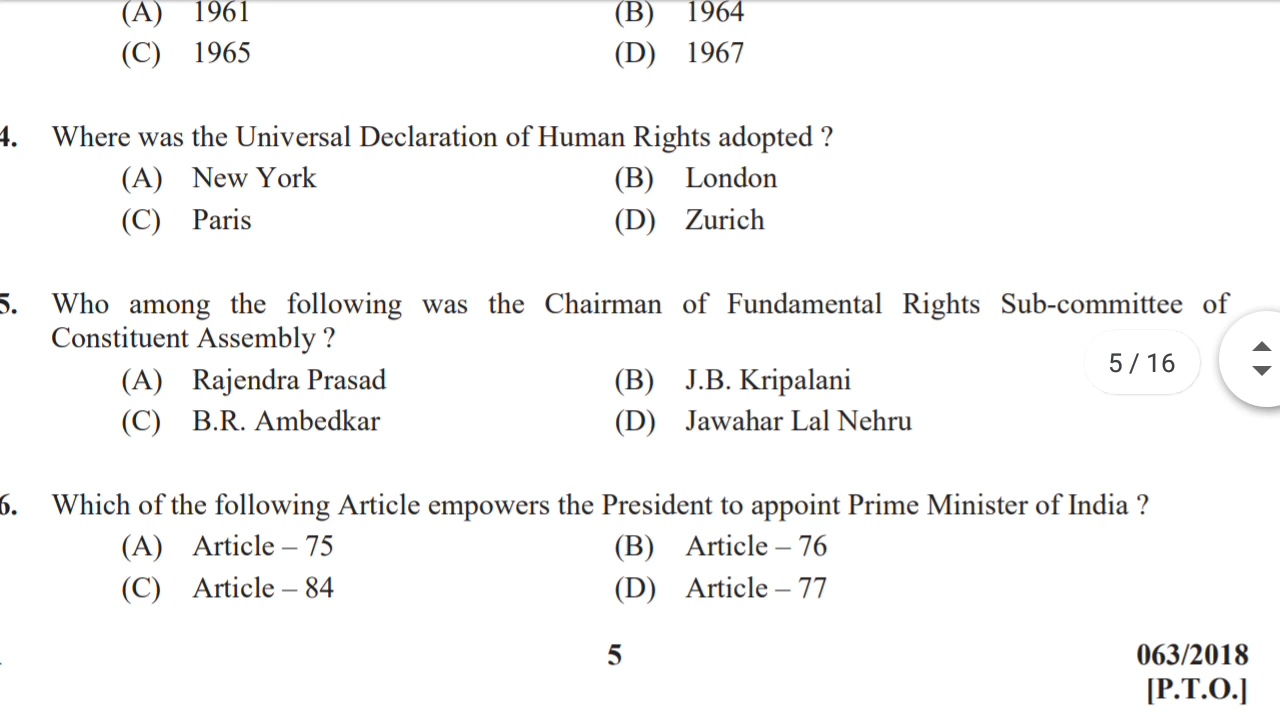 (A) 1961 (B) 1964
(C) 1965 (D) 1967
4. Where was the Universal Declaration of Human Rights adopted ?
(A) New York (B) London
(C) Paris (D) Zurich
5. Who among the following was the Chairman of Fundamental Rights Sub-committee of
Constituent Assembly ?
5 / 16
(A) Rajendra Prasad (B) J.B. Kripalani
(C) B.R. Ambedkar (D) Jawahar Lal Nehru
6. Which of the following Article empowers the President to appoint Prime Minister of India ?
(A) Article – 75 (B) Article – 76
(C) Article – 84 (D) Article – 77
5 063/2018
[P.T.O.]